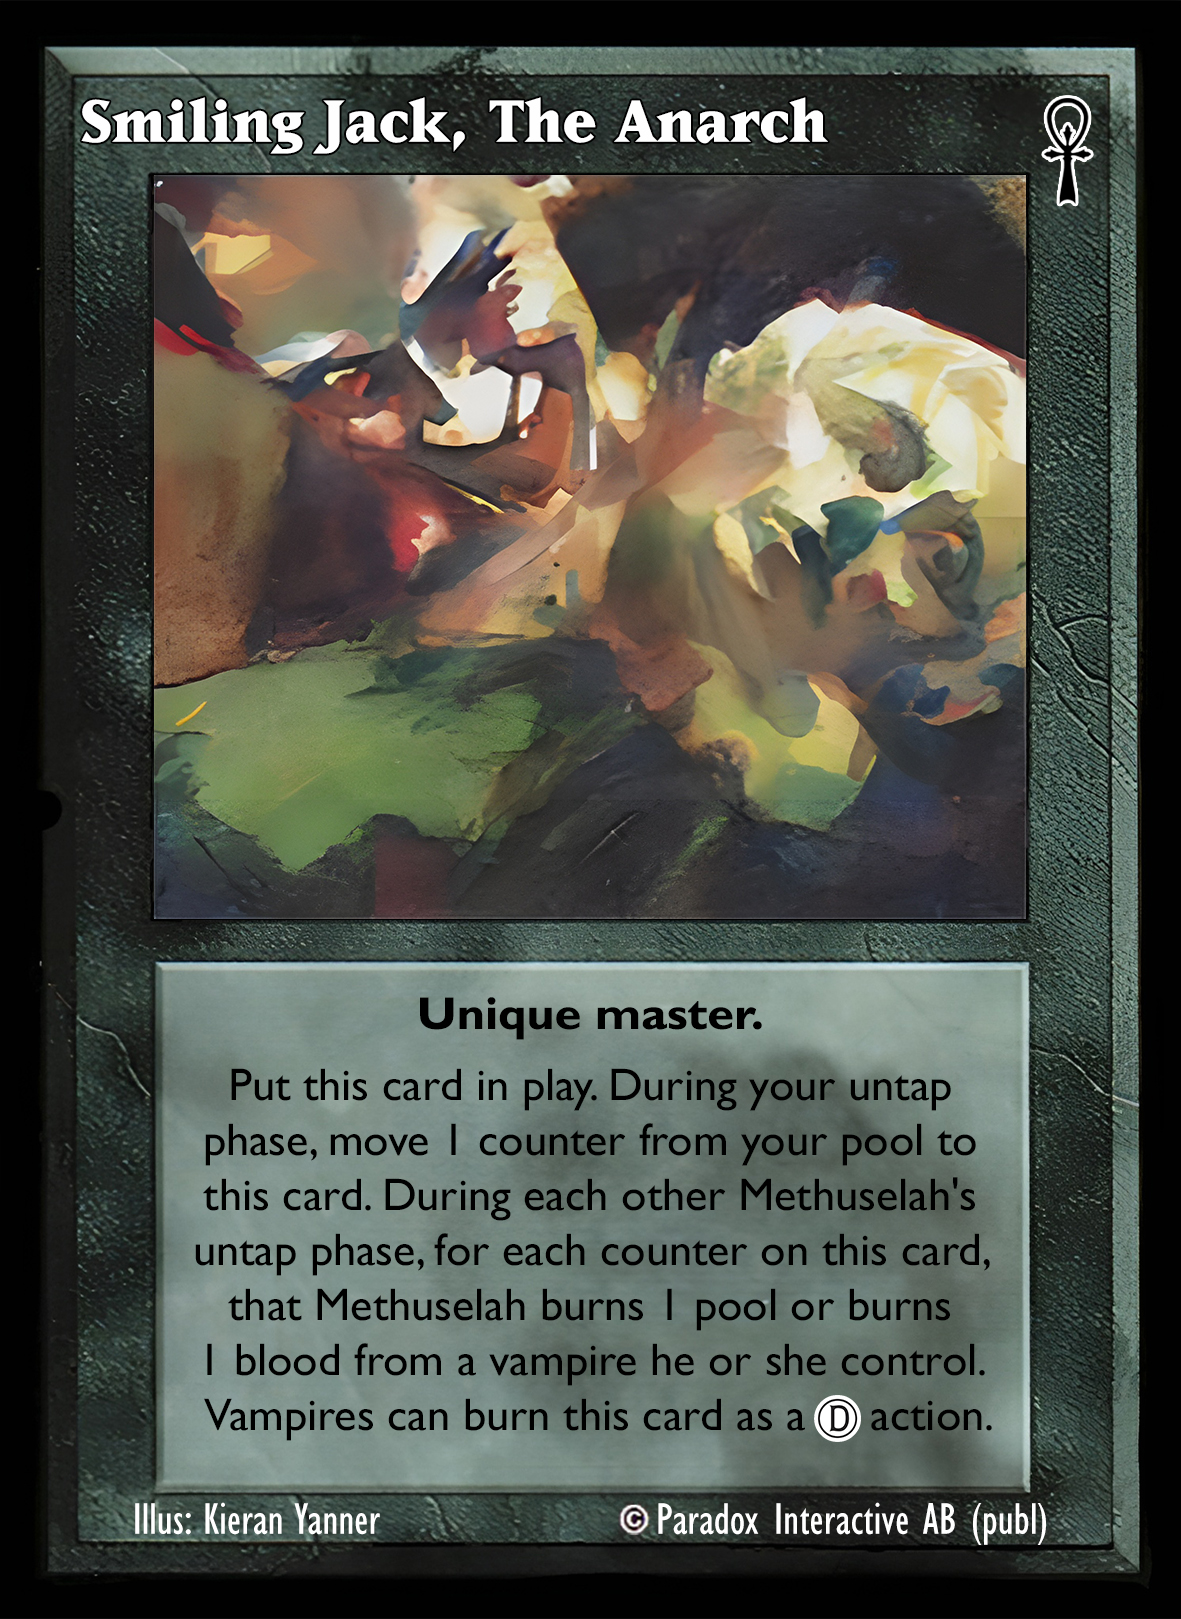 Smiling Jack, The Anarch
Unique master.
Put this card in play. During your untap
phase, move 1 counter from your pool to
this card. During each other Methuselah's
untap phase, for each counter on this card,
that Methuselah burns 1 pool or burns
1 blood from a vampire he or she control.
Vampires can burn this card as a Ⓓ action.
Illus: Kieran Yanner © Paradox Interactive AB (publ)